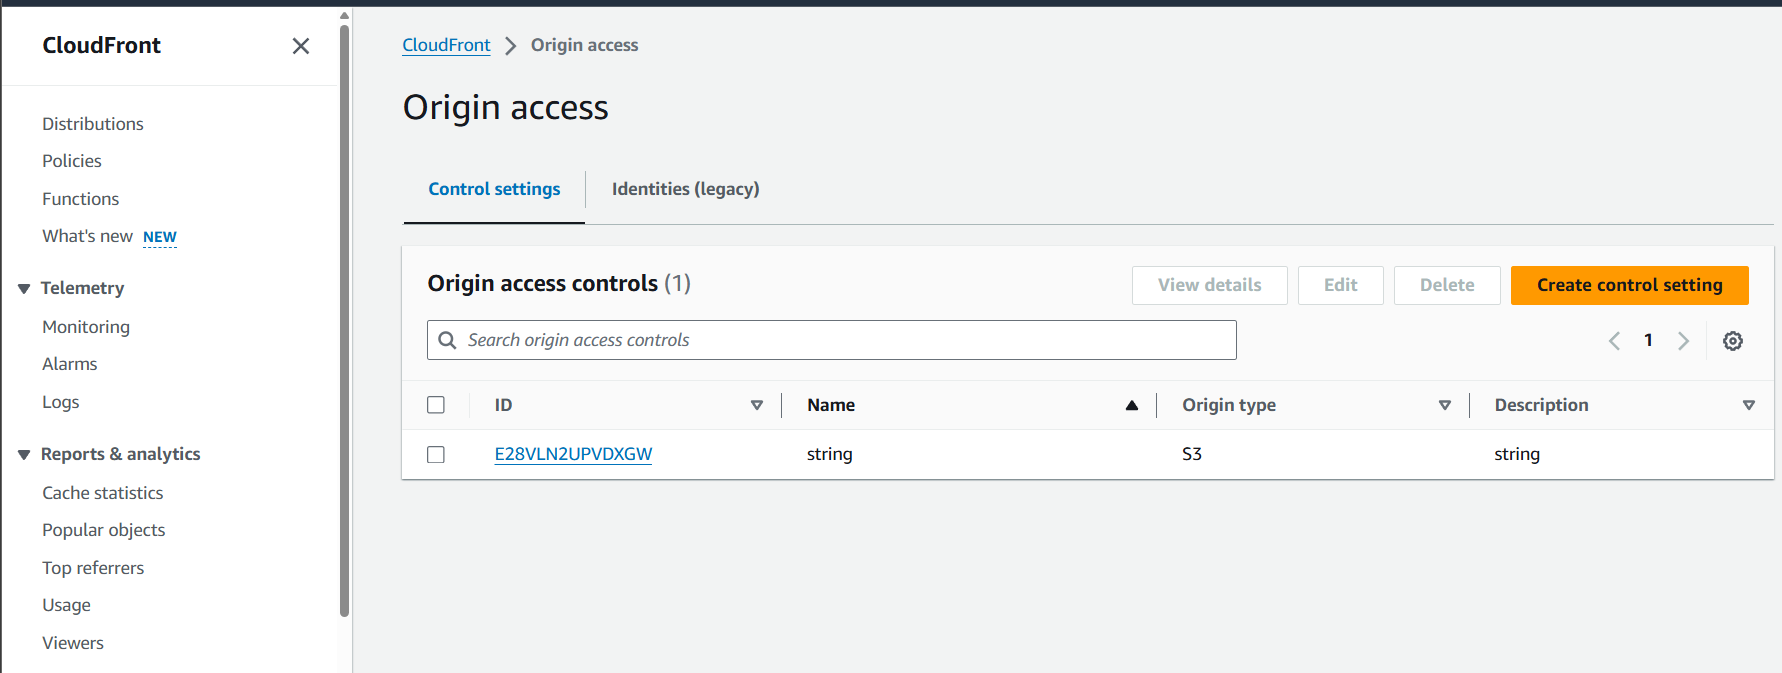 CloudFront
Distributions
Policies
Functions
What's new NEW
Telemetry
Monitoring
Alarms
Logs
Reports & analytics
Cache statistics
Popular objects
Top referrers
Usage
Viewers
CloudFront Origin access
Origin access
Control settings Identities (legacy)
Origin access controls (1) View details Edit Delete Create control setting
Search origin access controls 1
ID Name Origin type Description
E28VLN2UPVDXGW string S3 string